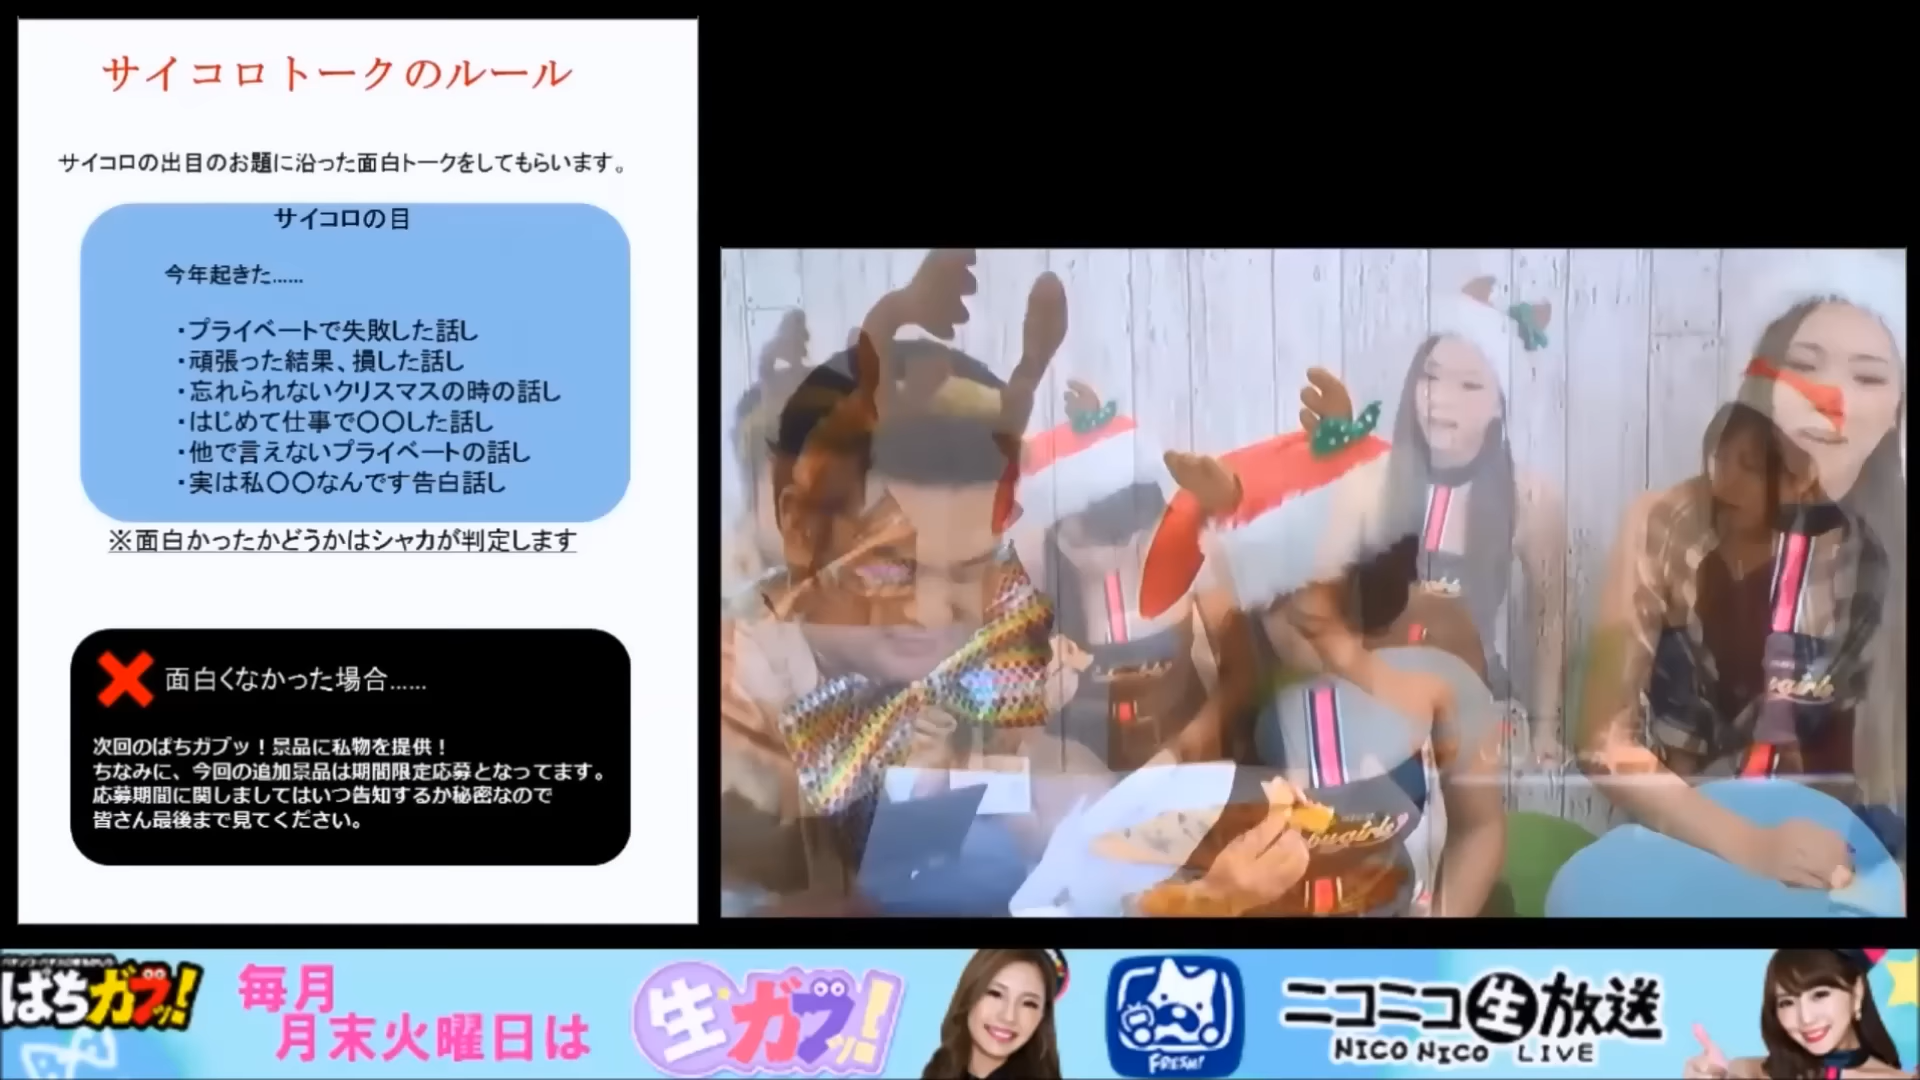 サイコロトークのルール
サイコロの出目のお題に沿った面白トークをしてもらいます。
サイコロの目
今年起きた……
・プライベートで失敗した話し
・頑張った結果、損した話し
・忘れられないクリスマスの時の話し
・はじめて仕事で〇〇した話し
・他で言えないプライベートの話し
・実は私〇〇なんです告白話し
※面白かったかどうかはシャカが判定します
面白くなかった場合……
次回のぱちガブッ！景品に私物を提供！
ちなみに、今回の追加景品は期間限定応募となってます。
応募期間に関しましてはいつ告知するか秘密なので
皆さん最後まで見てください。
ぱちガブッ!
毎月
月末火曜日は
生ガブッ!
FRESH!
ニコニコ生放送
NICO NICO LIVE